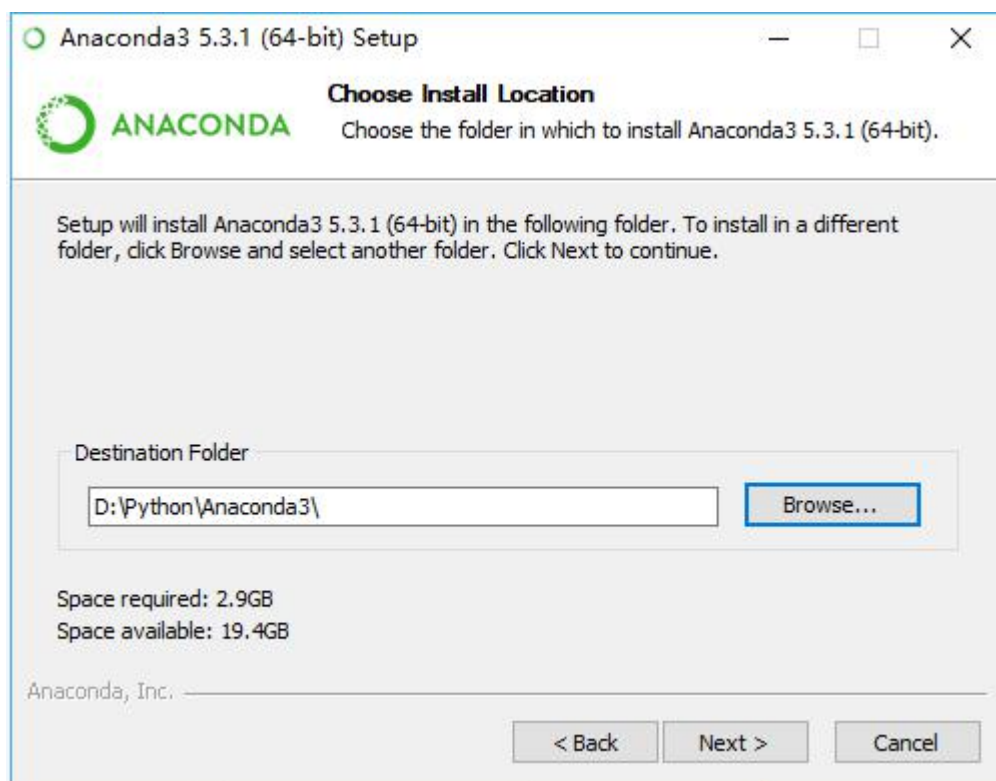 Anaconda3 5.3.1 (64-bit) Setup
ANACONDA
Choose Install Location
Choose the folder in which to install Anaconda3 5.3.1 (64-bit).
Setup will install Anaconda3 5.3.1 (64-bit) in the following folder. To install in a different
folder, click Browse and select another folder. Click Next to continue.
Destination Folder
D:\Python\Anaconda3\
Browse...
Space required: 2.9GB
Space available: 19.4GB
Anaconda, Inc.
< Back
Next >
Cancel